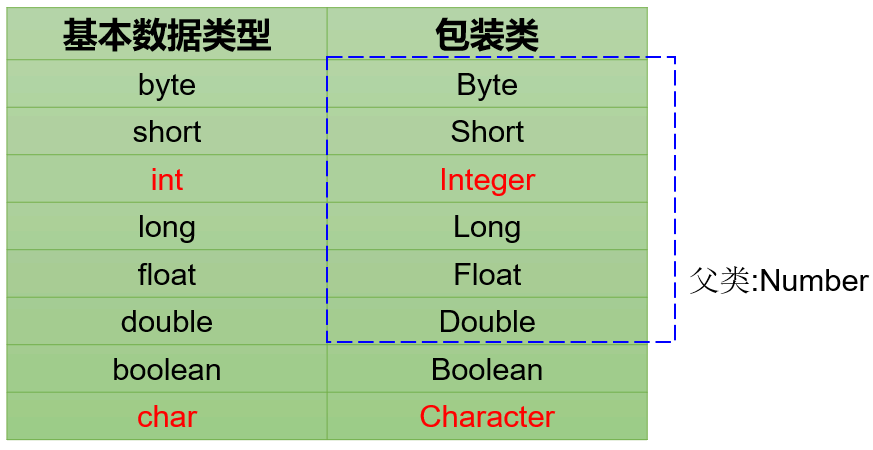 基本数据类型 包装类
byte Byte
short Short
int Integer
long Long
float Float
父类:Number
double Double
boolean Boolean
char Character